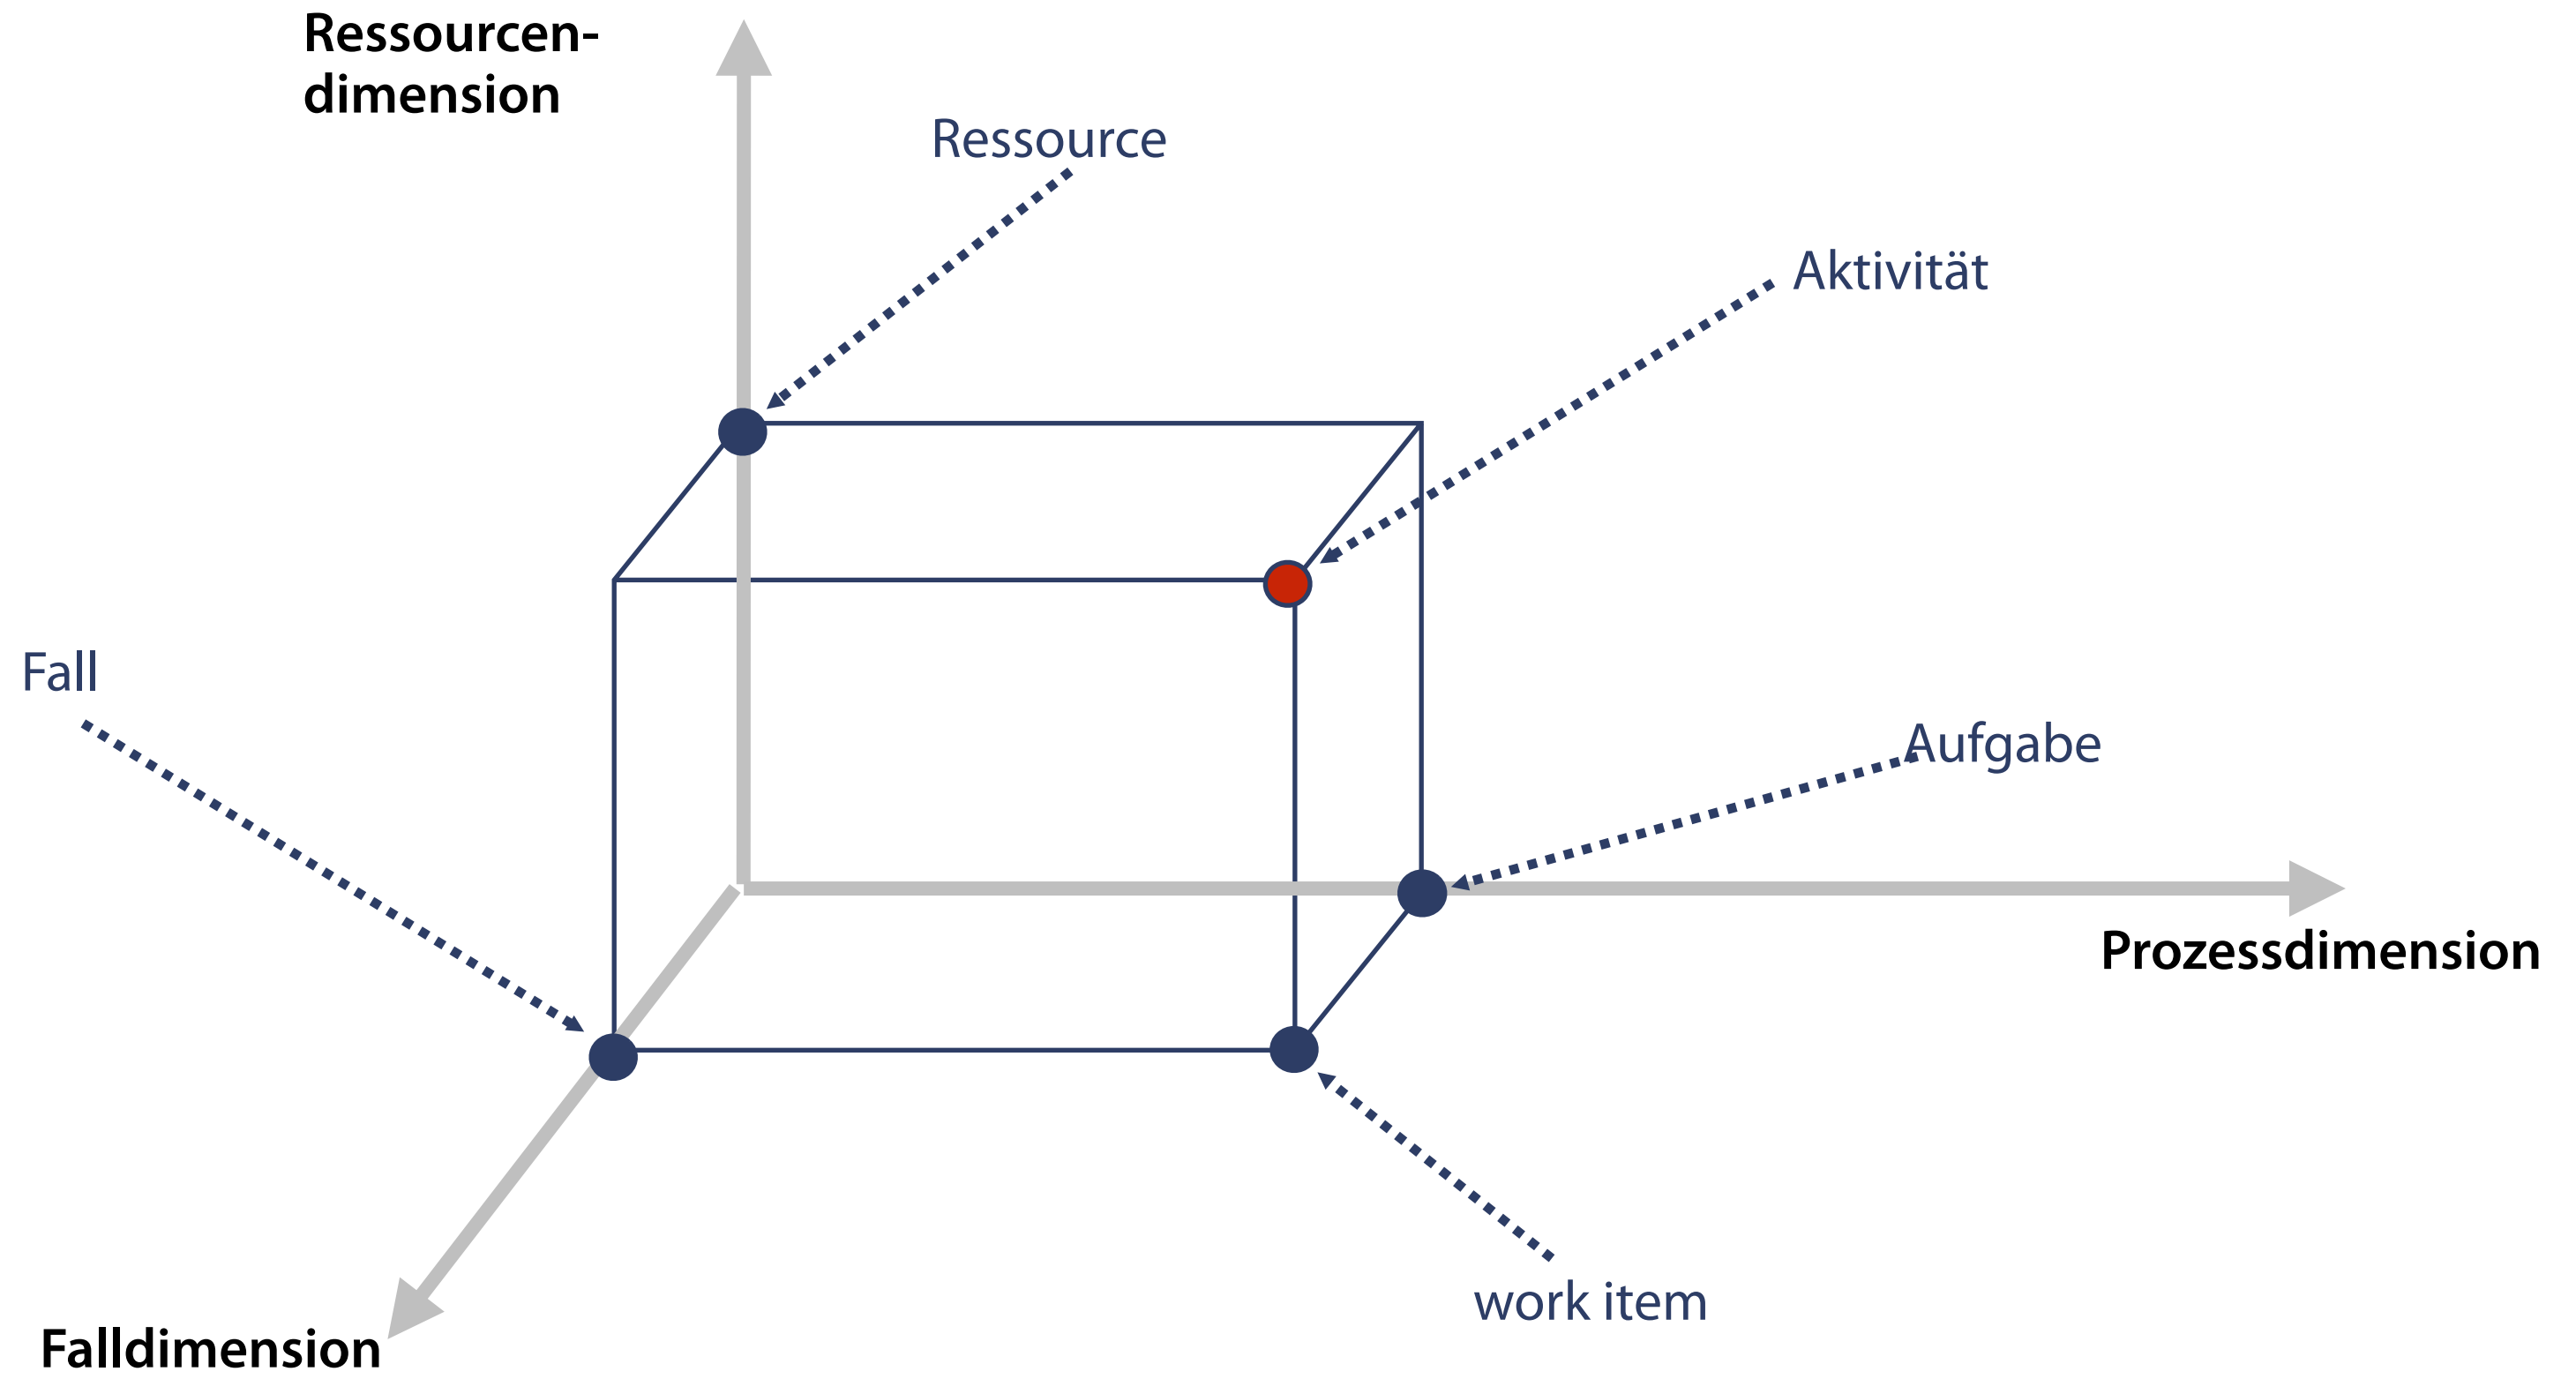 Ressourcen-
dimension
Ressource
Aktivität
Fall
Aufgabe
Prozessdimension
work item
Falldimension